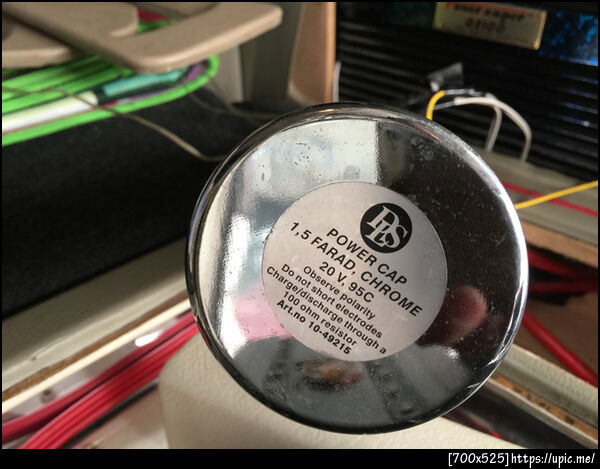 DLS
POWER CAP
1,5 FARAD, CHROME
20 V, 95C
Observe polarity
Do not short electrodes
Charge/discharge through a
100 ohm resistor
Art.no 10-49215
[700x525]https://upic.me/